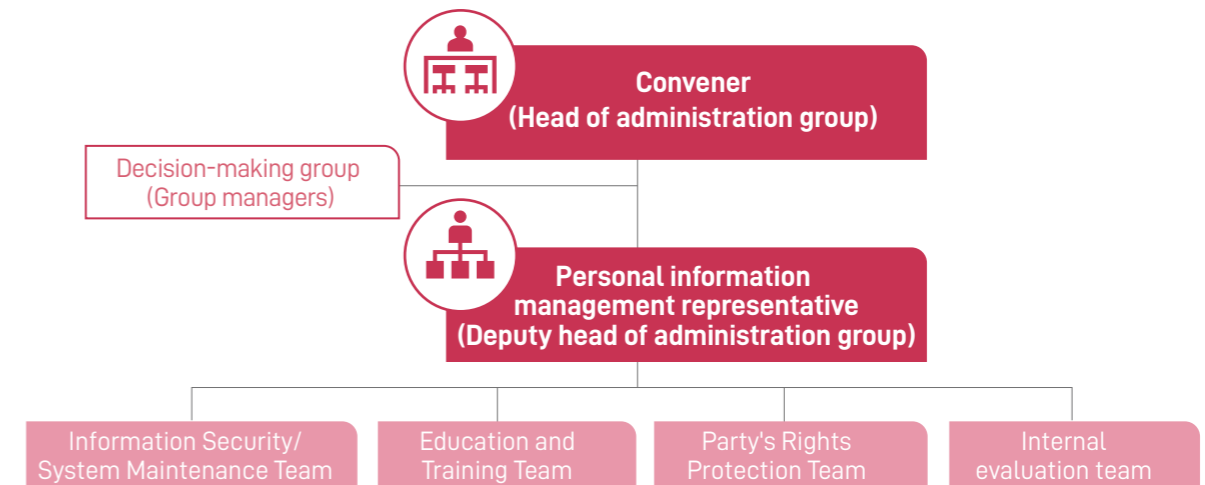 Convener
(Head of administration group)
Decision-making group
(Group managers)
Personal information
management representative
(Deputy head of administration group)
Information Security/
System Maintenance Team
Education and
Training Team
Party's Rights
Protection Team
Internal
evaluation team